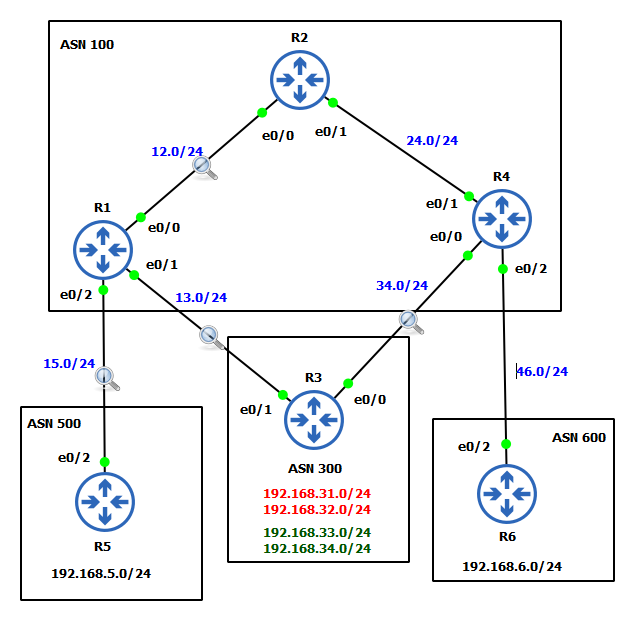 ASN 100
R2
e0/0
e0/1
12.0/24
24.0/24
R1
R4
e0/0
e0/1
e0/1
e0/0
e0/2
e0/2
13.0/24
34.0/24
15.0/24
46.0/24
R3
e0/1
e0/0
ASN 300
192.168.31.0/24
192.168.32.0/24
192.168.33.0/24
192.168.34.0/24
ASN 500
e0/2
R5
192.168.5.0/24
ASN 600
e0/2
R6
192.168.6.0/24